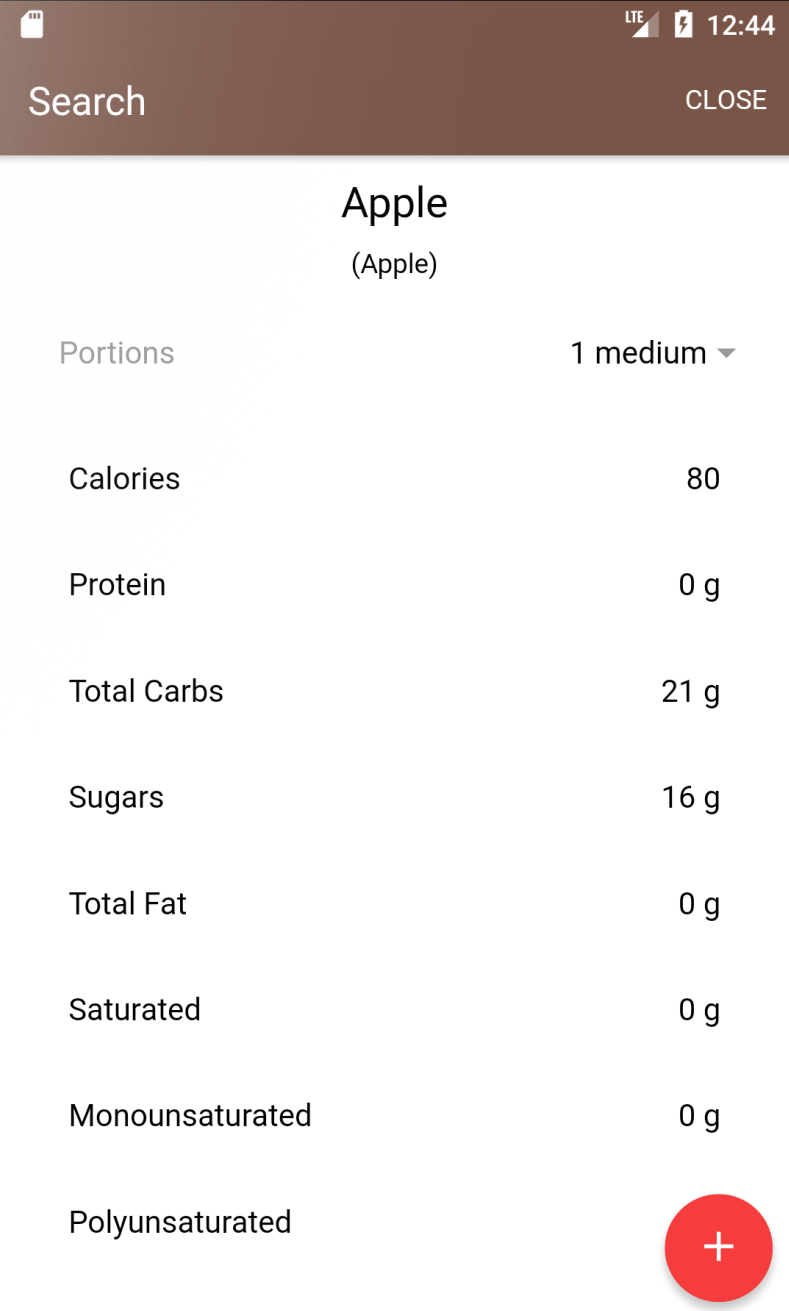 LTE 12:44
Search CLOSE
Apple
(Apple)
Portions 1 medium
Calories 80
Protein 0 g
Total Carbs 21 g
Sugars 16 g
Total Fat 0 g
Saturated 0 g
Monounsaturated 0 g
Polyunsaturated
+